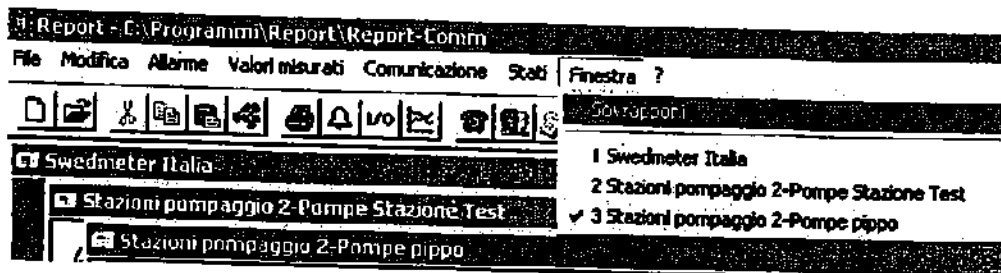 Report - C:\Programmi\Report\Report-Comm
File Modifica Allarme Valori misurati Comunicazione Stati Finestra ?
I/O
Sovrapponi
1 Swedmeter Italia
2 Stazioni pompaggio 2-Pompe Stazione Test
✔ 3 Stazioni pompaggio 2-Pompe pippo
Swedmeter Italia
Stazioni pompaggio 2-Pompe Stazione Test
Stazioni pompaggio 2-Pompe pippo